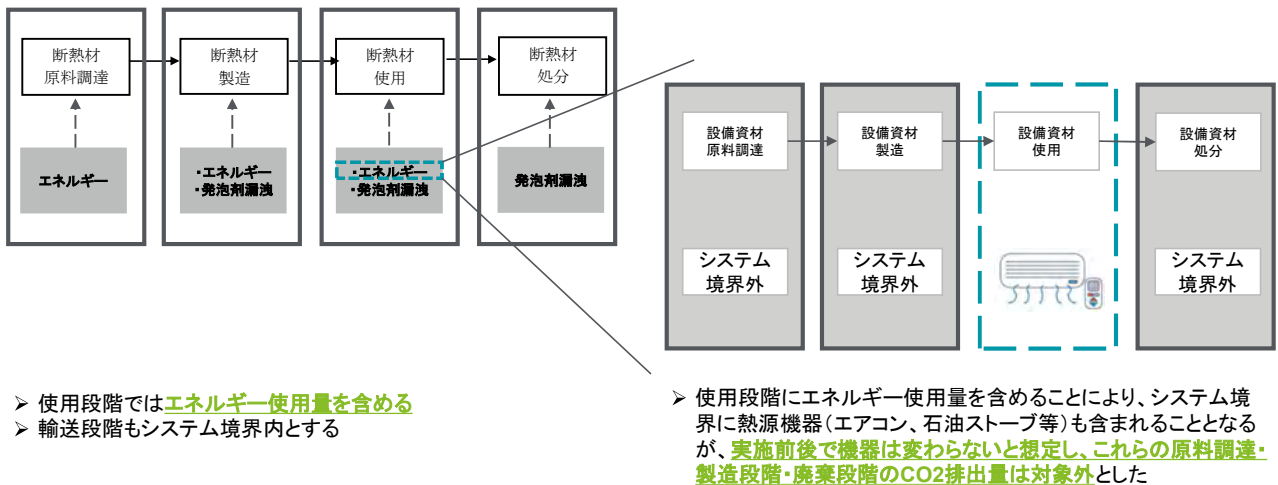 断熱材
原料調達
断熱材
製造
断熱材
使用
断熱材
処分
エネルギー
・エネルギー
・発泡剤漏洩
・エネルギー
・発泡剤漏洩
発泡剤漏洩
設備資材
原料調達
設備資材
製造
設備資材
使用
設備資材
処分
システム
境界外
システム
境界外
システム
境界外
➢ 使用段階ではエネルギー使用量を含める
➢ 輸送段階もシステム境界内とする
➢ 使用段階にエネルギー使用量を含めることにより、システム境
界に熱源機器（エアコン、石油ストーブ等）も含まれることとなる
が、実施前後で機器は変わらないと想定し、これらの原料調達・
製造段階・廃棄段階のCO2排出量は対象外とした